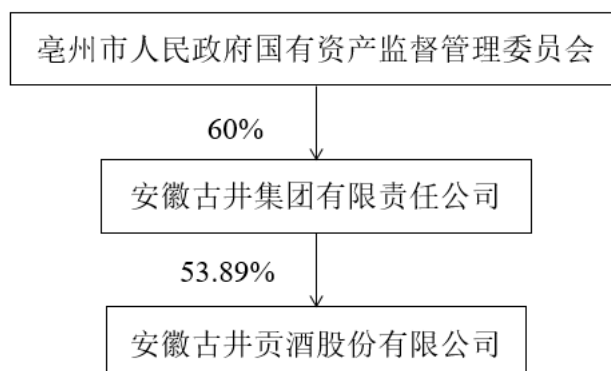 亳州市人民政府国有资产监督管理委员会
60%
安徽古井集团有限责任公司
53.89%
安徽古井贡酒股份有限公司